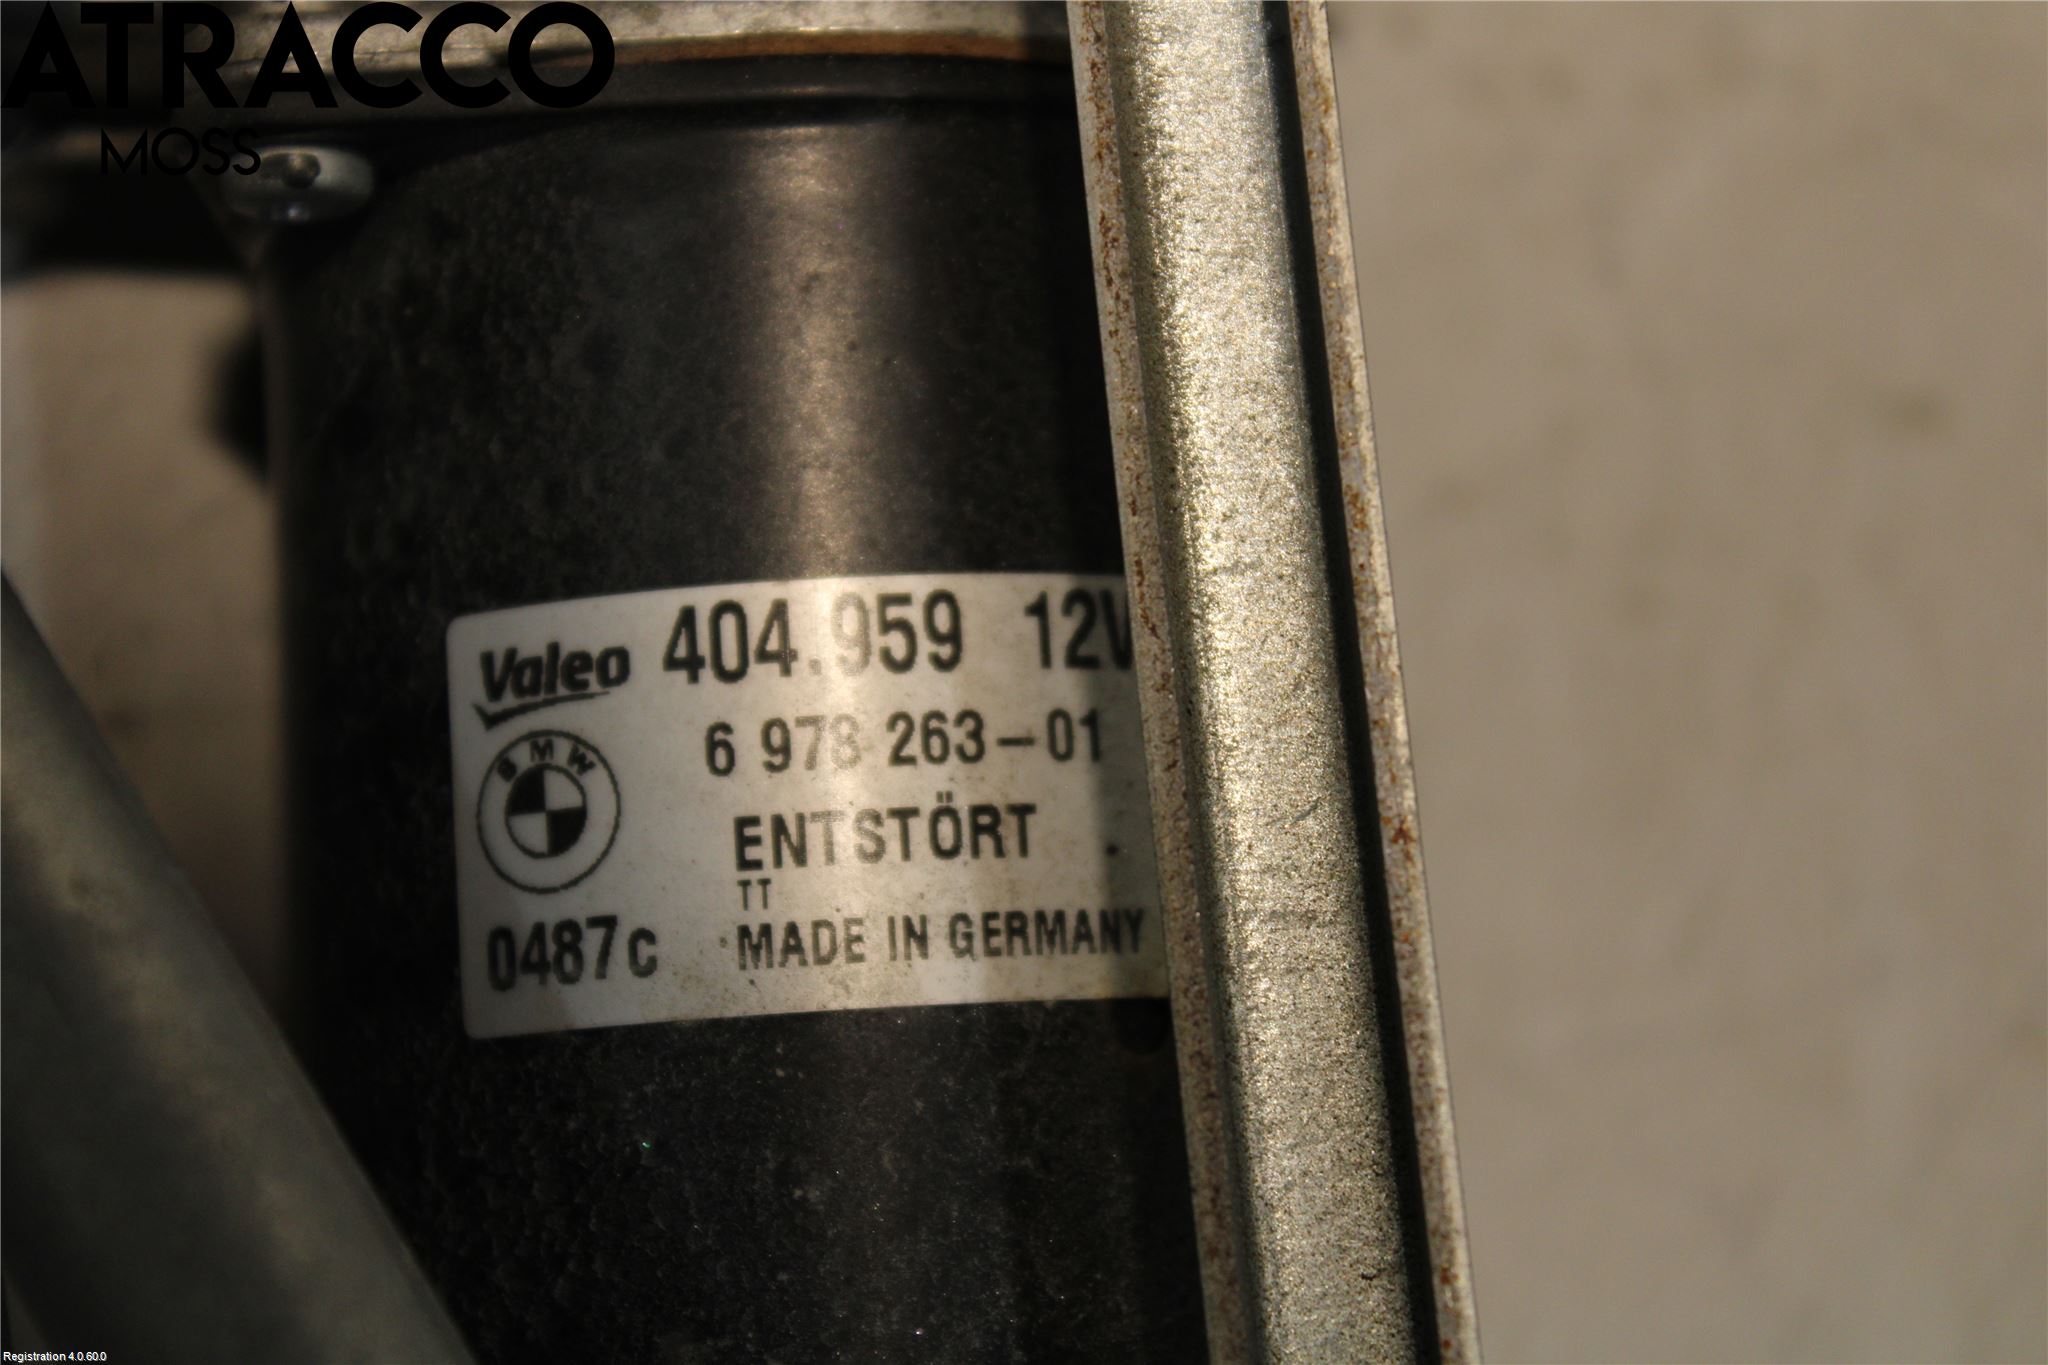 ATRACCO
MOSS
Valeo 404.959 12V
6 978 263-01
BMW
ENTSTÖRT
TT
0487c MADE IN GERMANY
Registration 4.0.60.0